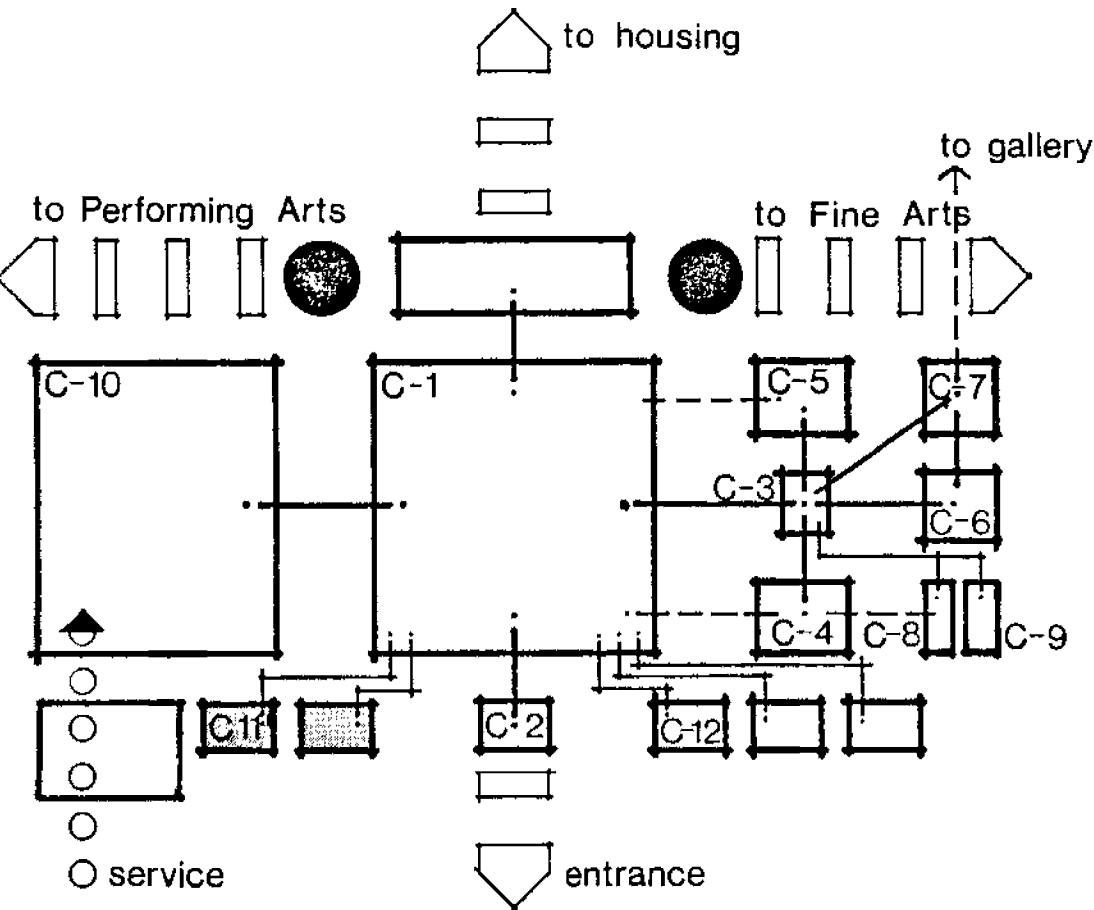 to housing
to gallery
to Performing Arts
to Fine Arts
C-10
C-1
C-5
C-7
C-3
C-6
C-4
C-8
C-9
C11
C-2
C-12
service
entrance